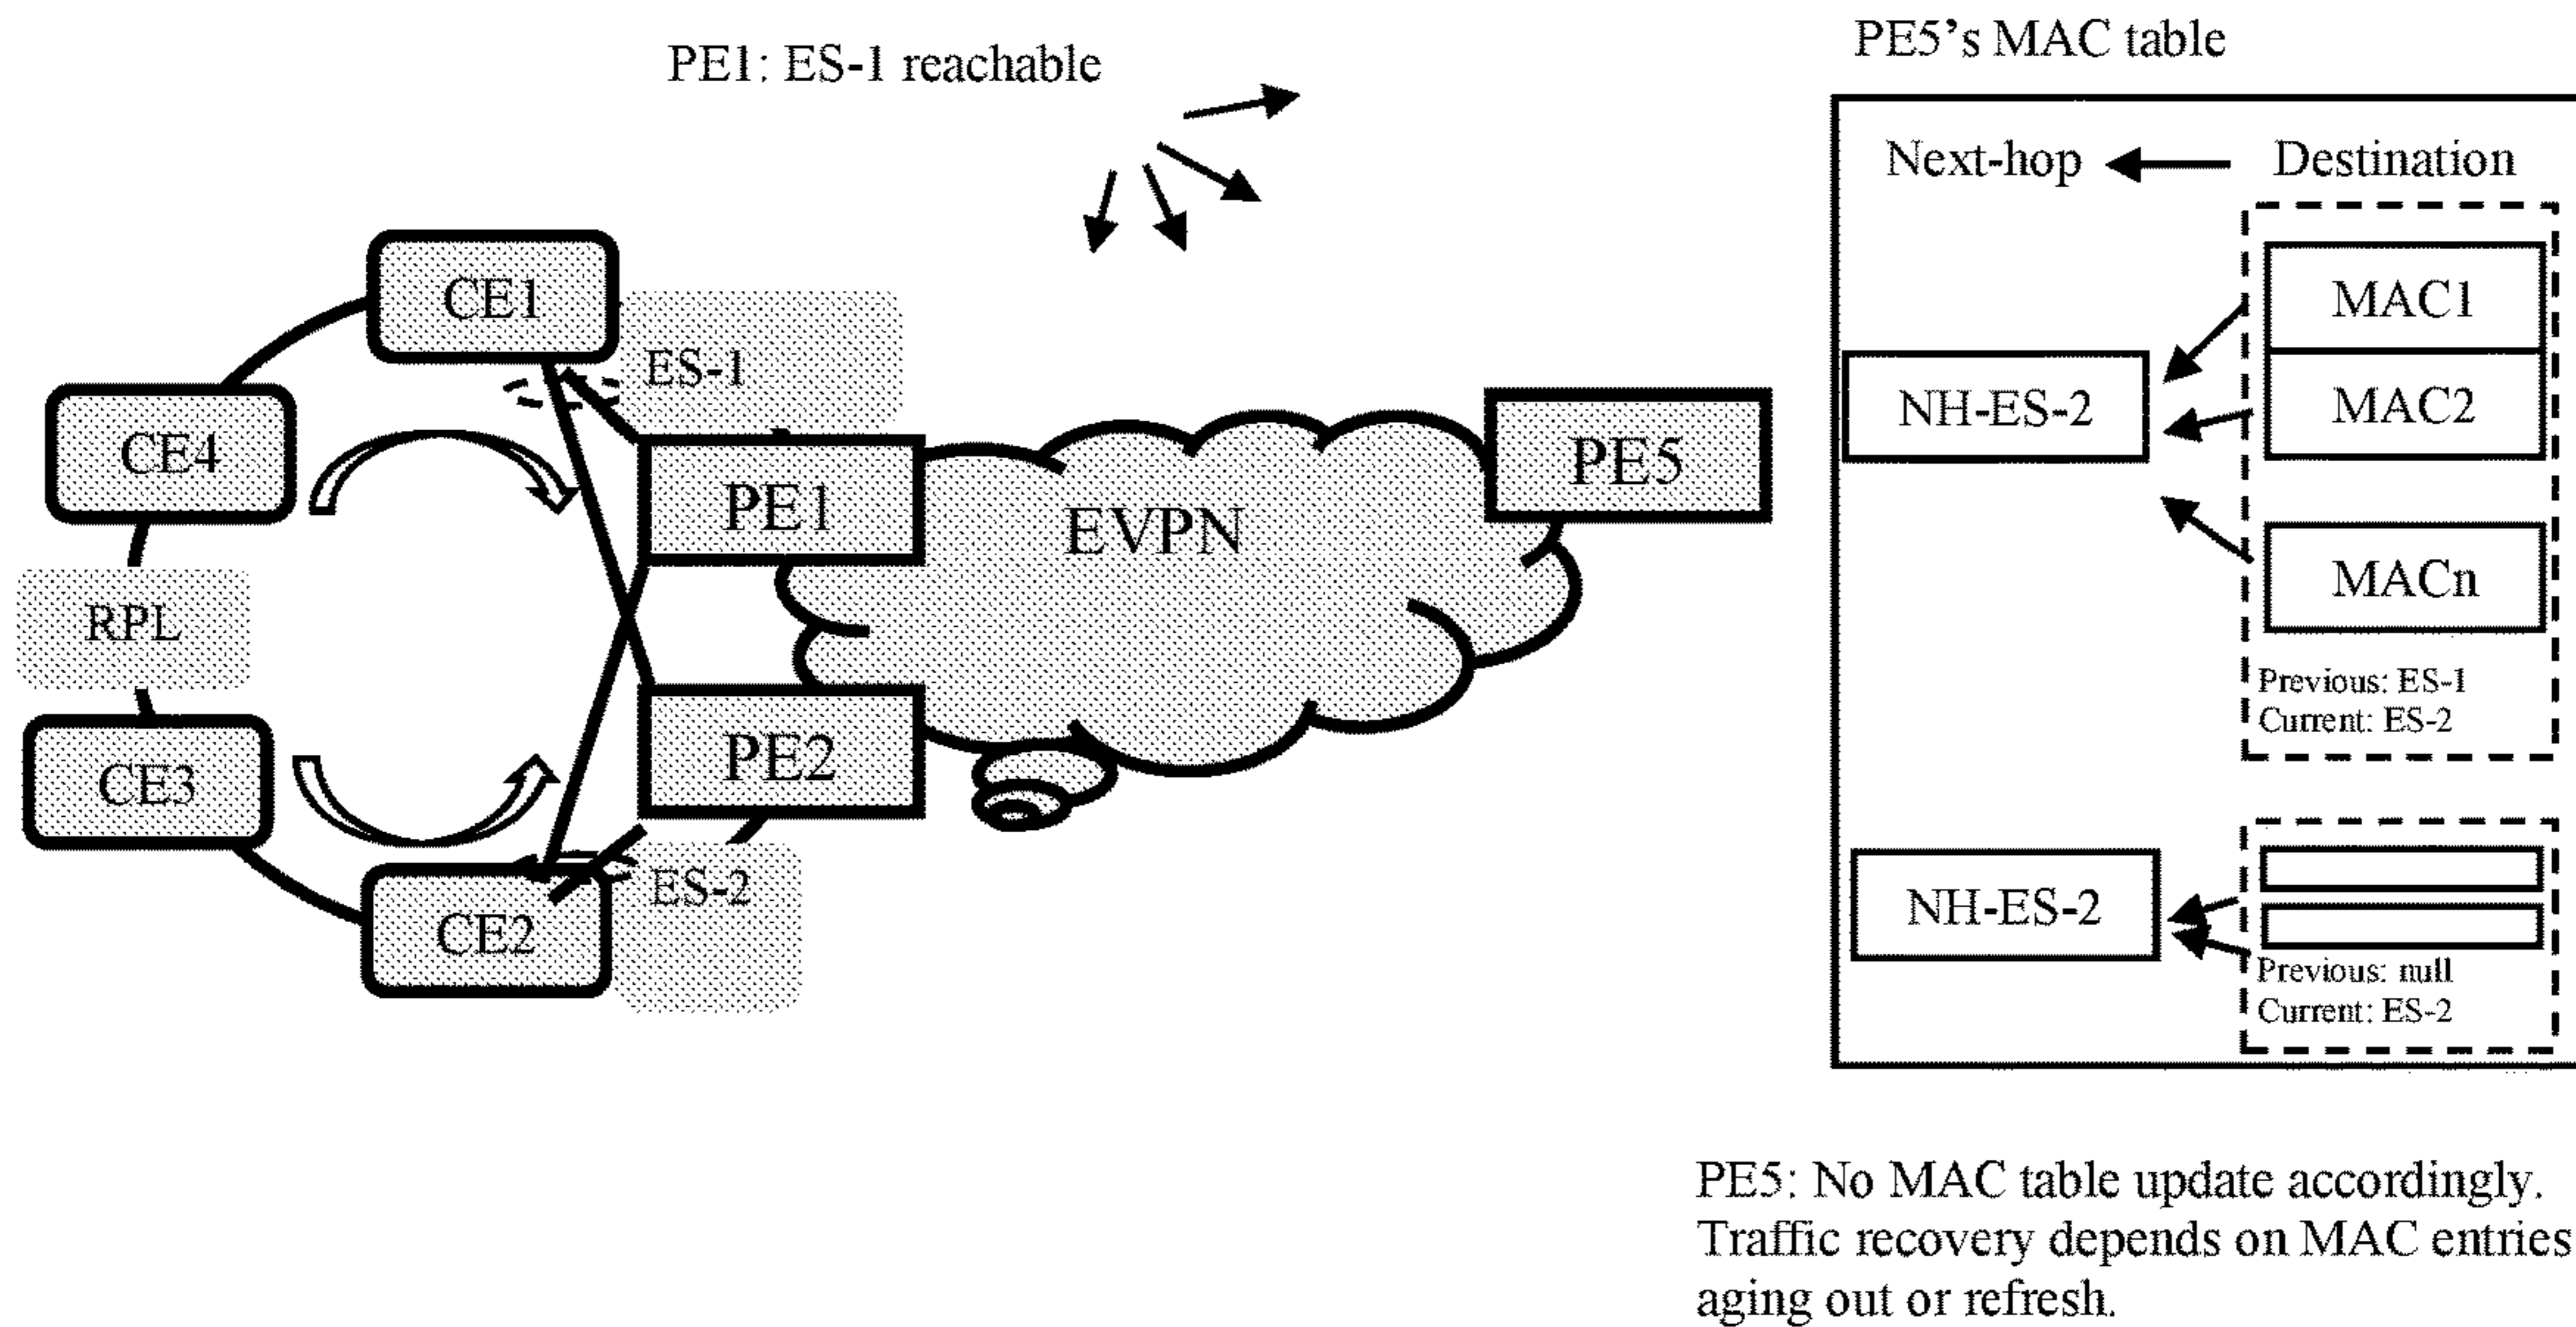 PE1: ES-1 reachable
PE5's MAC table
Next-hop
Destination
CE1
ES-1
CE4
PE1
EVPN
PE5
RPL
CE3
PE2
CE2
ES-2
NH-ES-2
MAC1
MAC2
MACn
Previous: ES-1
Current: ES-2
NH-ES-2
Previous: null
Current: ES-2
PE5: No MAC table update accordingly.
Traffic recovery depends on MAC entries
aging out or refresh.